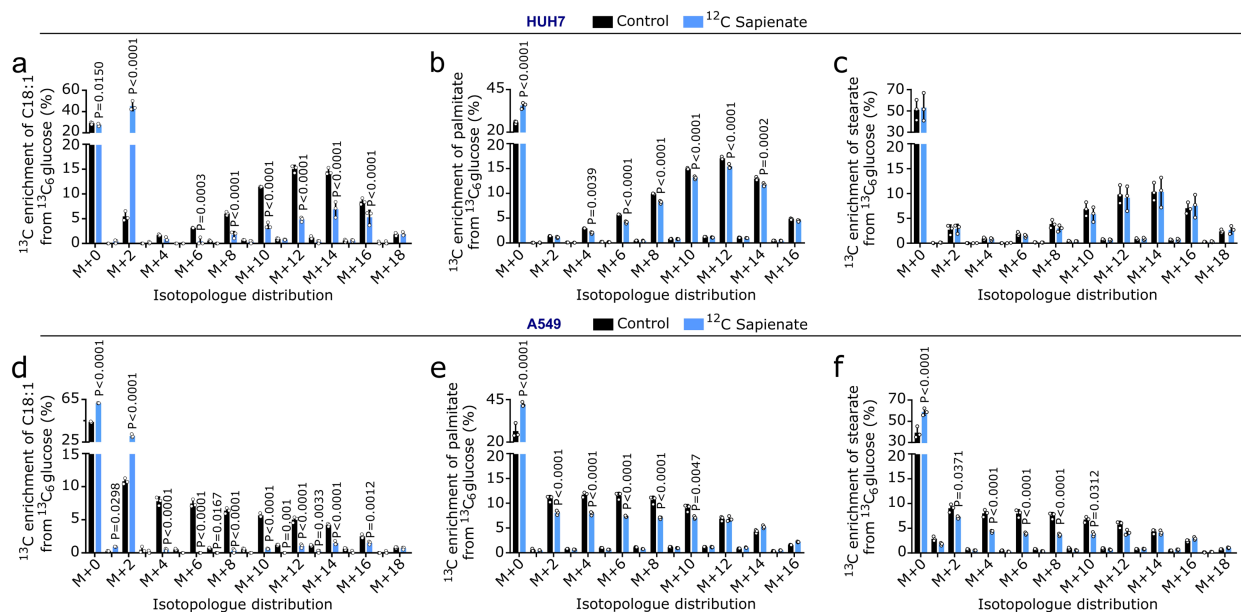 HUH7 Control ¹²C Sapienate
a
¹³C enrichment of C18:1
from ¹³C₆ glucose (%)
60
40
20
20
15
10
5
0
P=0.0150
P<0.0001
P=0.0003
P<0.0001
P<0.0001
P<0.0001
P<0.0001
P<0.0001
M+0 M+2 M+4 M+6 M+8 M+10 M+12 M+14 M+16 M+18
Isotopologue distribution
b
¹³C enrichment of palmitate
from ¹³C₆ glucose (%)
45
20
20
15
10
5
0
P<0.0001
P=0.0039
P<0.0001
P<0.0001
P<0.0001
P<0.0001
P=0.0002
M+0 M+2 M+4 M+6 M+8 M+10 M+12 M+14 M+16
Isotopologue distribution
c
¹³C enrichment of stearate
from ¹³C₆ glucose (%)
70
50
30
20
15
10
5
0
M+0 M+2 M+4 M+6 M+8 M+10 M+12 M+14 M+16 M+18
Isotopologue distribution
A549 Control ¹²C Sapienate
d
¹³C enrichment of C18:1
from ¹³C₆ glucose (%)
65
25
15
10
5
0
P<0.0001
P=0.0298
P<0.0001
P<0.0001
P<0.0001
P=0.0167
P<0.0001
P<0.0001
P=0.001
P<0.0001
P=0.0033
P<0.0001
P=0.0012
M+0 M+2 M+4 M+6 M+8 M+10 M+12 M+14 M+16 M+18
Isotopologue distribution
e
¹³C enrichment of palmitate
from ¹³C₆ glucose (%)
40
20
20
15
10
5
0
P<0.0001
P<0.0001
P<0.0001
P<0.0001
P<0.0001
P=0.0047
M+0 M+2 M+4 M+6 M+8 M+10 M+12 M+14 M+16
Isotopologue distribution
f
¹³C enrichment of stearate
from ¹³C₆ glucose (%)
70
50
30
20
15
10
5
0
P<0.0001
P=0.0371
P<0.0001
P<0.0001
P<0.0001
P=0.0312
M+0 M+2 M+4 M+6 M+8 M+10 M+12 M+14 M+16 M+18
Isotopologue distribution